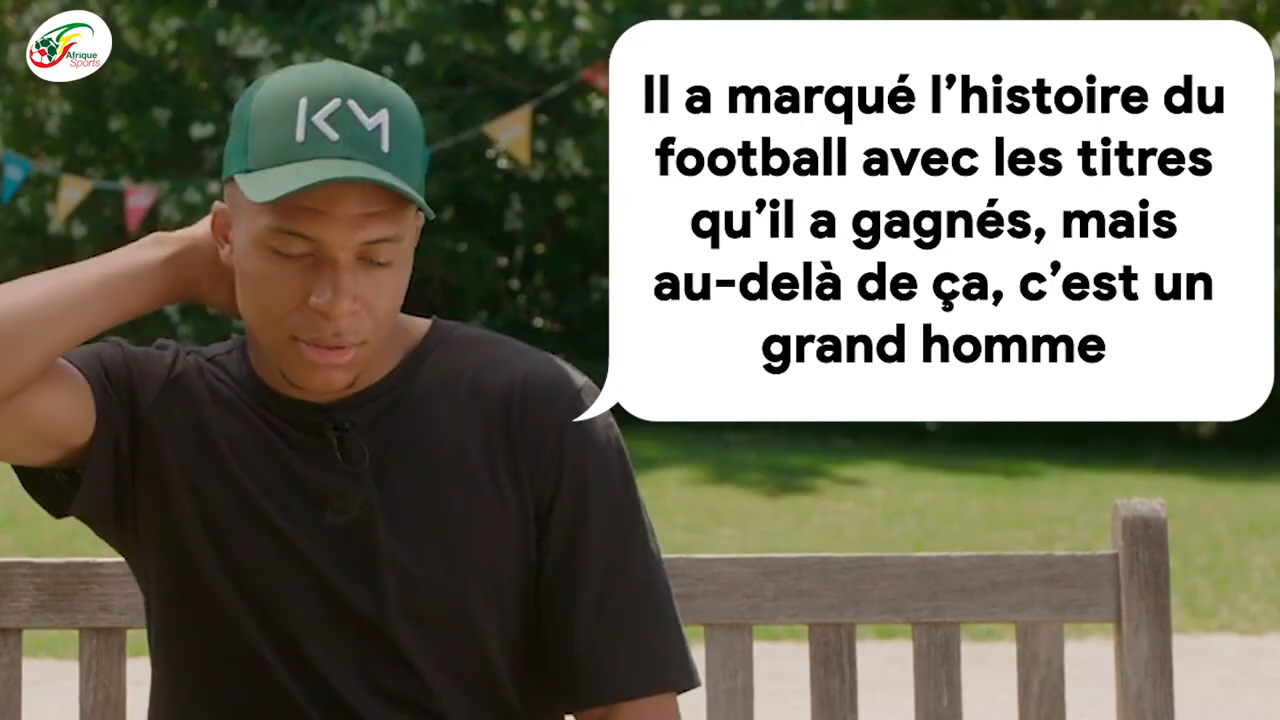 Afrique
Sports
KM
Il a marqué l’histoire du
football avec les titres
qu’il a gagnés, mais
au-delà de ça, c’est un
grand homme